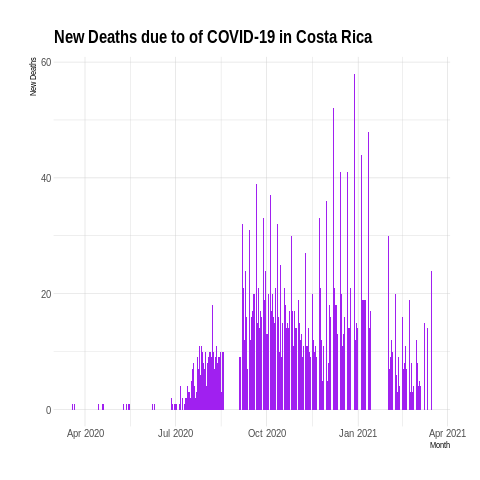 New Deaths due to of COVID-19 in Costa Rica
New Deaths
60
40
20
0
Apr 2020 Jul 2020 Oct 2020 Jan 2021 Apr 2021
Month